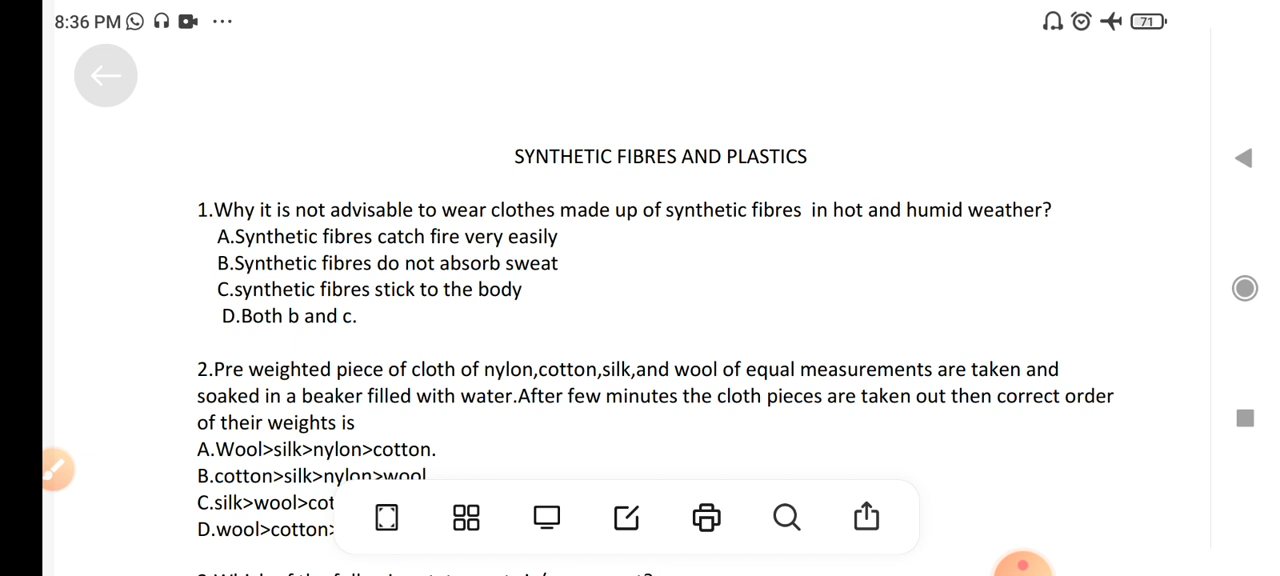 8:36 PM
71
SYNTHETIC FIBRES AND PLASTICS
1.Why it is not advisable to wear clothes made up of synthetic fibres  in hot and humid weather?
A.Synthetic fibres catch fire very easily
B.Synthetic fibres do not absorb sweat
C.synthetic fibres stick to the body
D.Both b and c.
2.Pre weighted piece of cloth of nylon,cotton,silk,and wool of equal measurements are taken and
soaked in a beaker filled with water.After few minutes the cloth pieces are taken out then correct order
of their weights is
A.Wool>silk>nylon>cotton.
B.cotton>silk>nylon>wool
C.silk>wool>cot
D.wool>cotton>